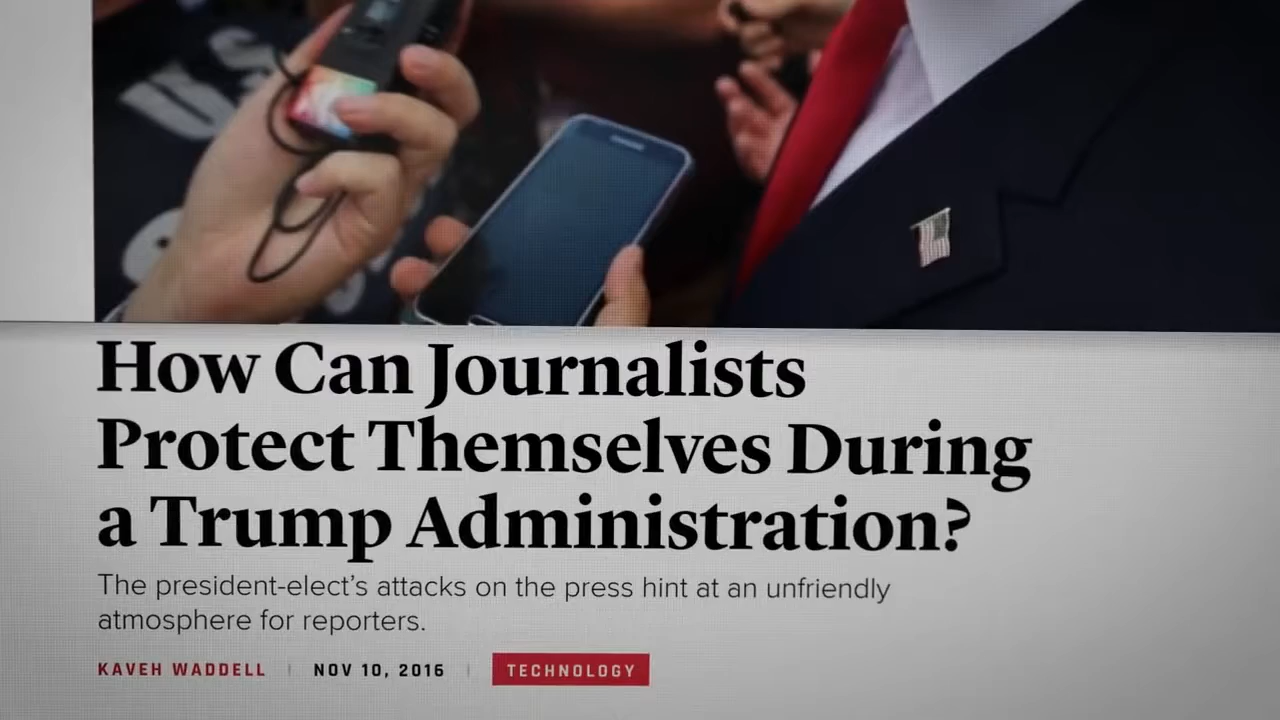 How Can Journalists
Protect Themselves During
a Trump Administration?
The president-elect's attacks on the press hint at an unfriendly
atmosphere for reporters.
KAVEH WADDELL | NOV 10, 2016 | TECHNOLOGY